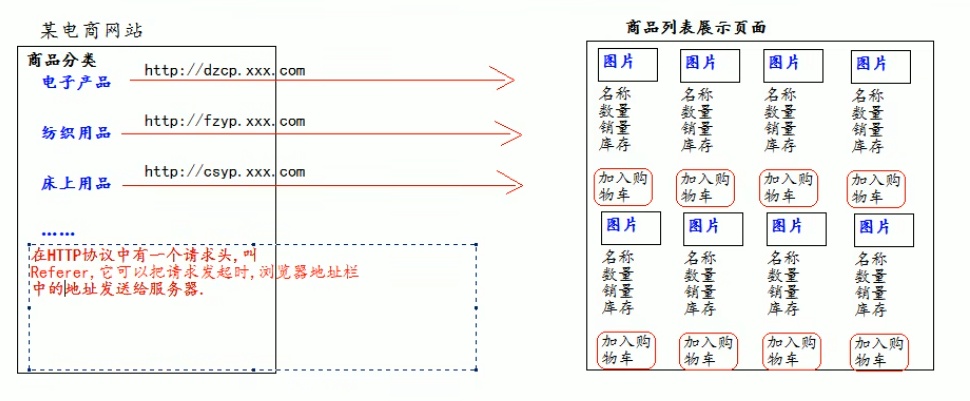 某电商网站
商品分类
电子产品
http://dzcp.xxx.com
纺织用品
http://fzyp.xxx.com
床上用品
http://csyp.xxx.com
……
在HTTP协议中有一个请求头,叫
Referer,它可以把请求发起时,浏览器地址栏
中的地址发送给服务器.
商品列表展示页面
图片 图片 图片 图片
名称 名称 名称 名称
数量 数量 数量 数量
销量 销量 销量 销量
库存 库存 库存 库存
加入购 加入购 加入购 加入购
物车 物车 物车 物车
图片 图片 图片 图片
名称 名称 名称 名称
数量 数量 数量 数量
销量 销量 销量 销量
库存 库存 库存 库存
加入购 加入购 加入购 加入购
物车 物车 物车 物车